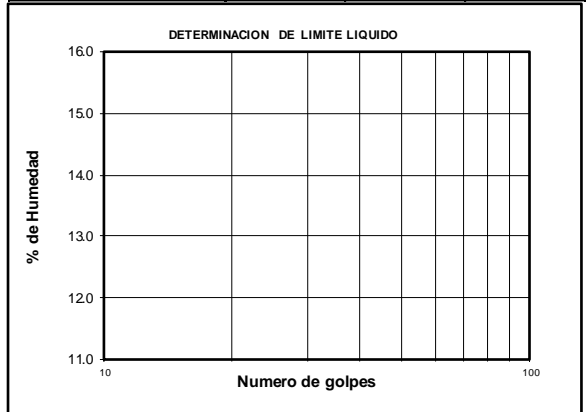 DETERMINACION DE LIMITE LIQUIDO
16.0
15.0
14.0
13.0
12.0
11.0
% de Humedad
10
100
Numero de golpes